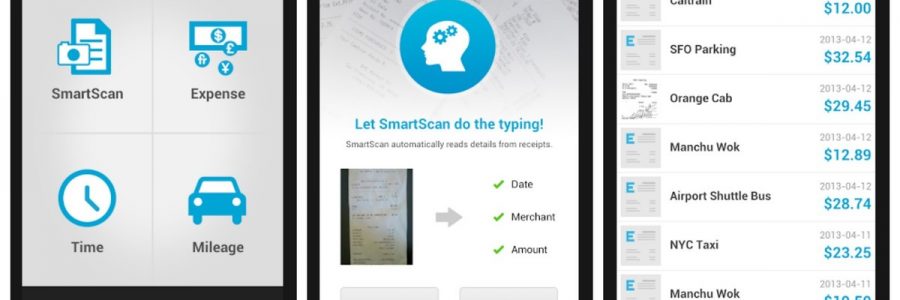 SmartScan
Expense
Time
Mileage
Let SmartScan do the typing!
SmartScan automatically reads details from receipts.
Date
Merchant
Amount
Caltrain
$12.00
SFO Parking
2013-04-12
$32.54
Orange Cab
2013-04-12
$29.45
Manchu Wok
2013-04-12
$12.89
Airport Shuttle Bus
2013-04-12
$28.74
NYC Taxi
2013-04-11
$23.25
Manchu Wok
2013-04-11